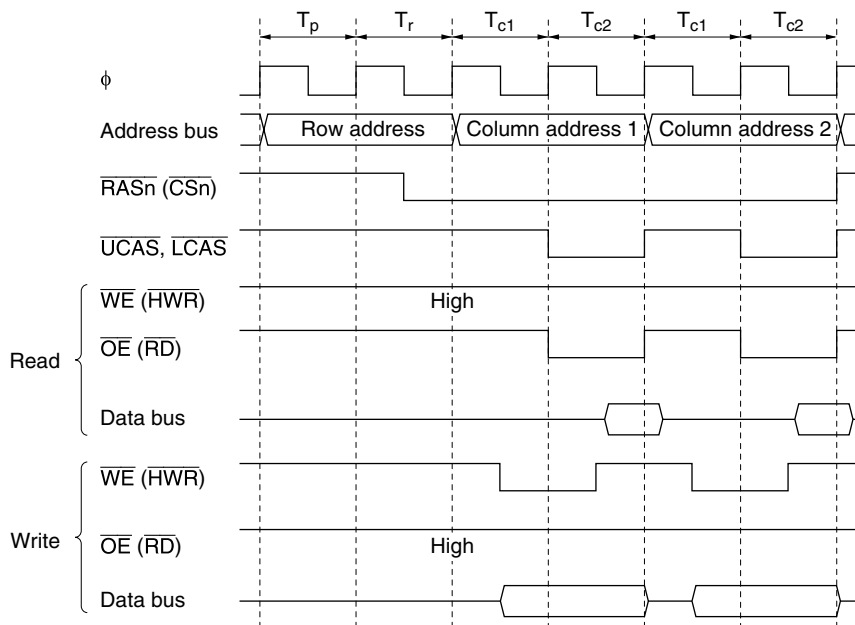 Tp Tr Tc1 Tc2 Tc1 Tc2
ϕ
Address bus Row address Column address 1 Column address 2
RASn (CSn)
UCAS, LCAS
Read
WE (HWR) High
OE (RD)
Data bus
Write
WE (HWR)
OE (RD) High
Data bus